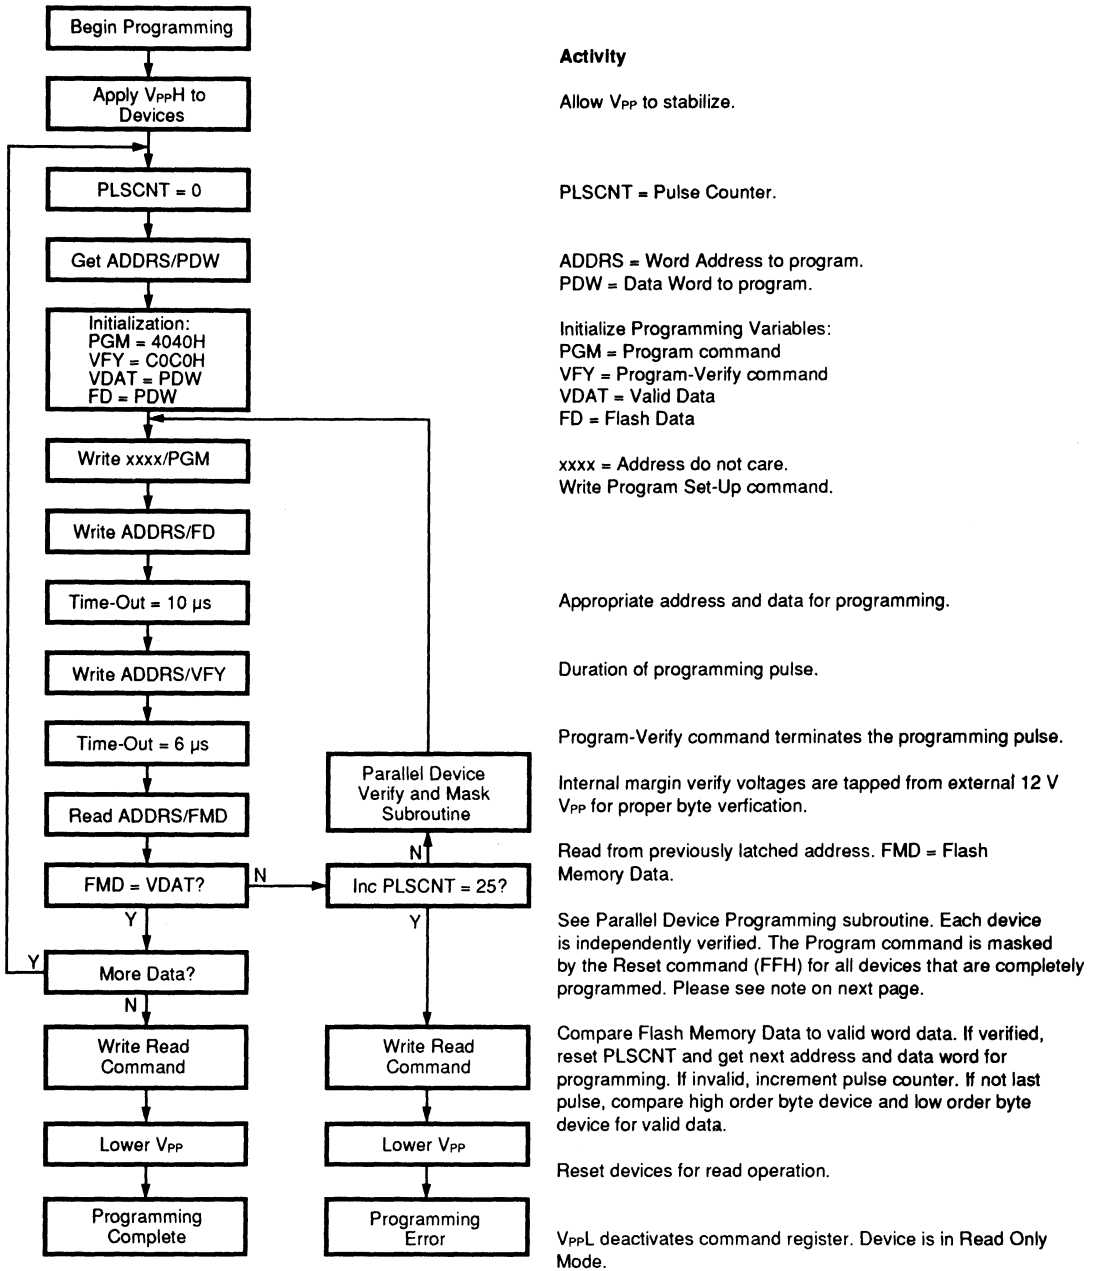 Begin Programming
Apply VPPH to
Devices
PLSCNT = 0
Get ADDRS/PDW
Initialization:
PGM = 4040H
VFY = C0C0H
VDAT = PDW
FD = PDW
Write xxxx/PGM
Write ADDRS/FD
Time-Out = 10 µs
Write ADDRS/VFY
Time-Out = 6 µs
Read ADDRS/FMD
FMD = VDAT?
N
Y
More Data?
Y
N
Write Read
Command
Lower VPP
Programming
Complete
Parallel Device
Verify and Mask
Subroutine
N
Inc PLSCNT = 25?
Y
Write Read
Command
Lower VPP
Programming
Error
Activity
Allow VPP to stabilize.
PLSCNT = Pulse Counter.
ADDRS = Word Address to program.
PDW = Data Word to program.
Initialize Programming Variables:
PGM = Program command
VFY = Program-Verify command
VDAT = Valid Data
FD = Flash Data
xxxx = Address do not care.
Write Program Set-Up command.
Appropriate address and data for programming.
Duration of programming pulse.
Program-Verify command terminates the programming pulse.
Internal margin verify voltages are tapped from external 12 V
VPP for proper byte verfication.
Read from previously latched address. FMD = Flash
Memory Data.
See Parallel Device Programming subroutine. Each device
is independently verified. The Program command is masked
by the Reset command (FFH) for all devices that are completely
programmed. Please see note on next page.
Compare Flash Memory Data to valid word data. If verified,
reset PLSCNT and get next address and data word for
programming. If invalid, increment pulse counter. If not last
pulse, compare high order byte device and low order byte
device for valid data.
Reset devices for read operation.
VPPL deactivates command register. Device is in Read Only
Mode.